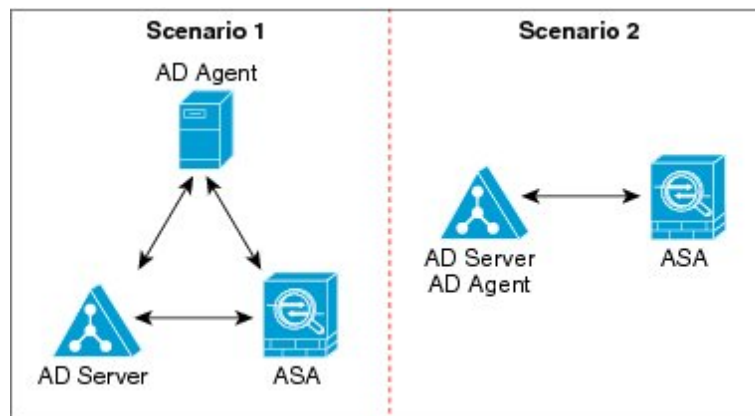 Scenario 1
AD Agent
AD Server
ASA
Scenario 2
AD Server
AD Agent
ASA